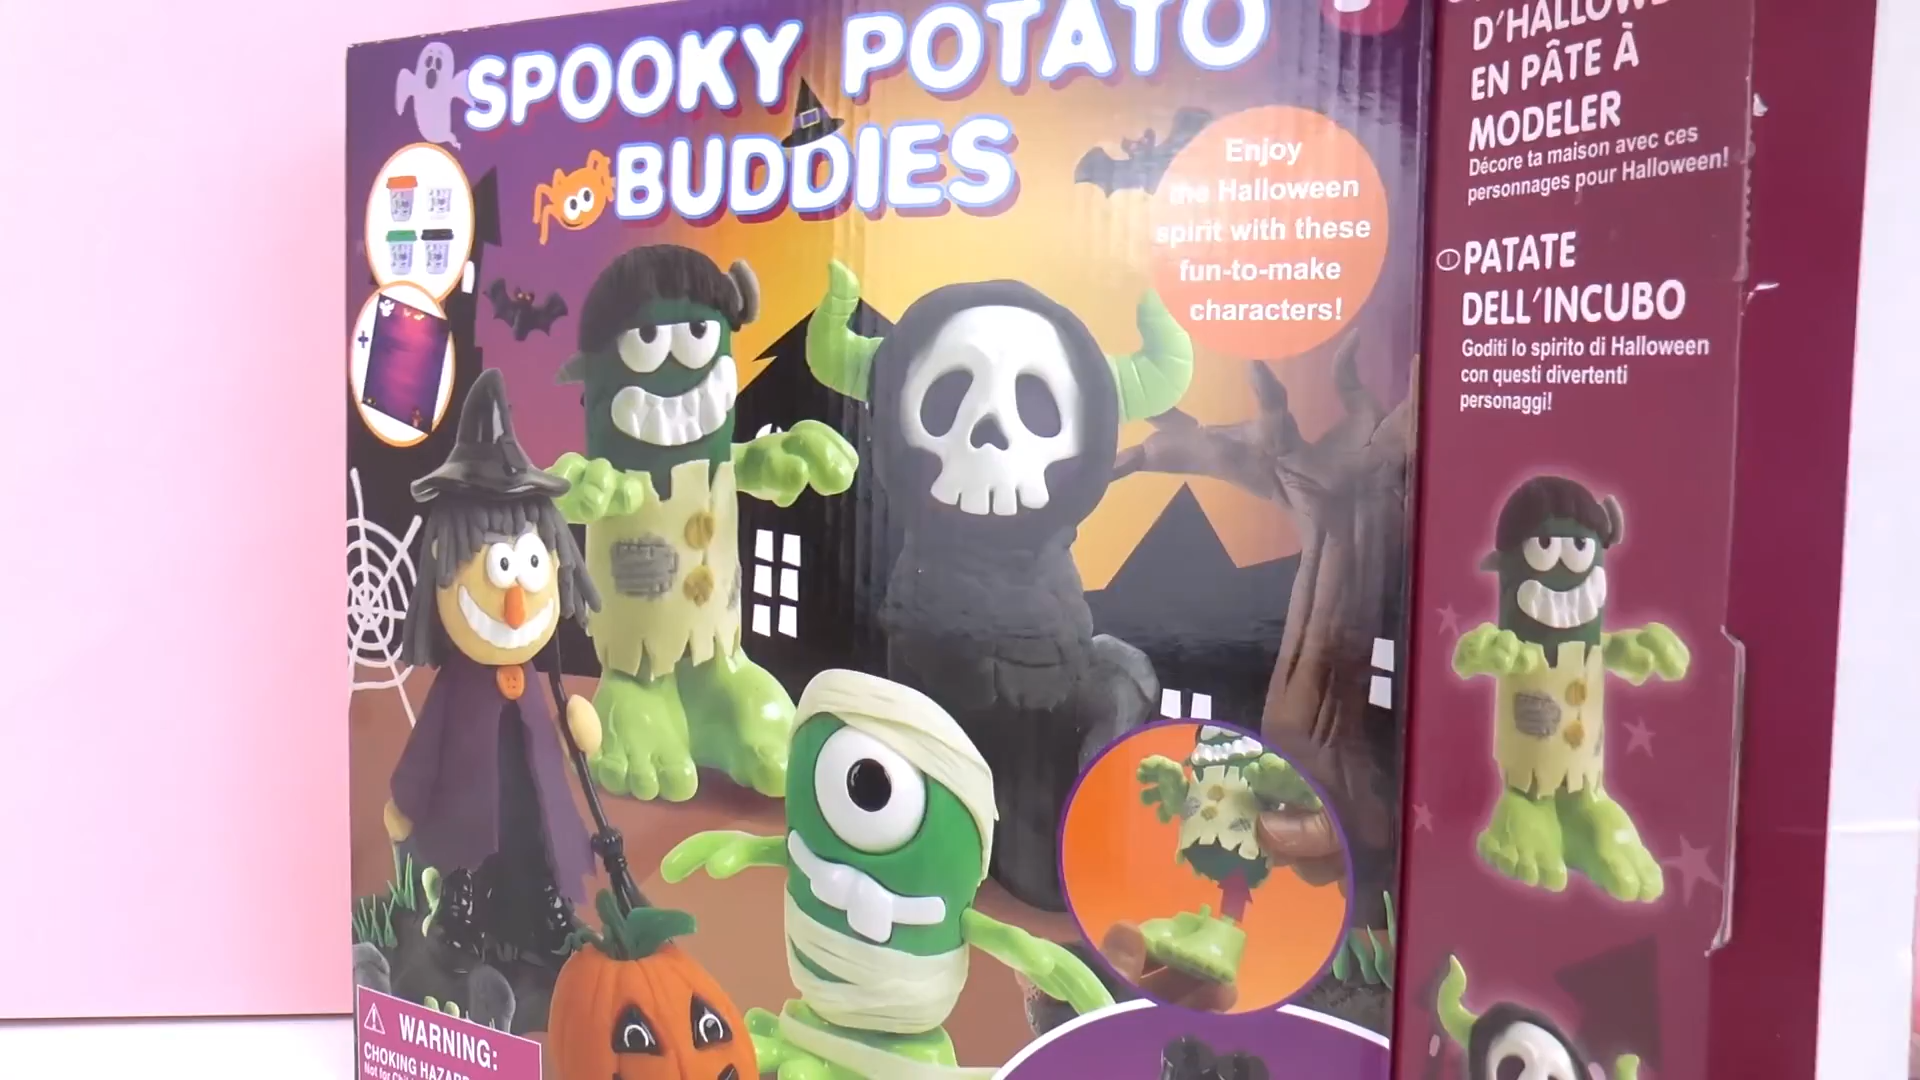 SPOOKY POTATO
BUDDIES
Enjoy
the Halloween
spirit with these
fun-to-make
characters!
WARNING:
CHOKING HAZARD
D'HALLOWE
EN PÂTE À
MODELER
Décore ta maison avec ces
personnages pour Halloween!
PATATE
DELL'INCUBO
Goditi lo spirito di Halloween
con questi divertenti
personaggi!